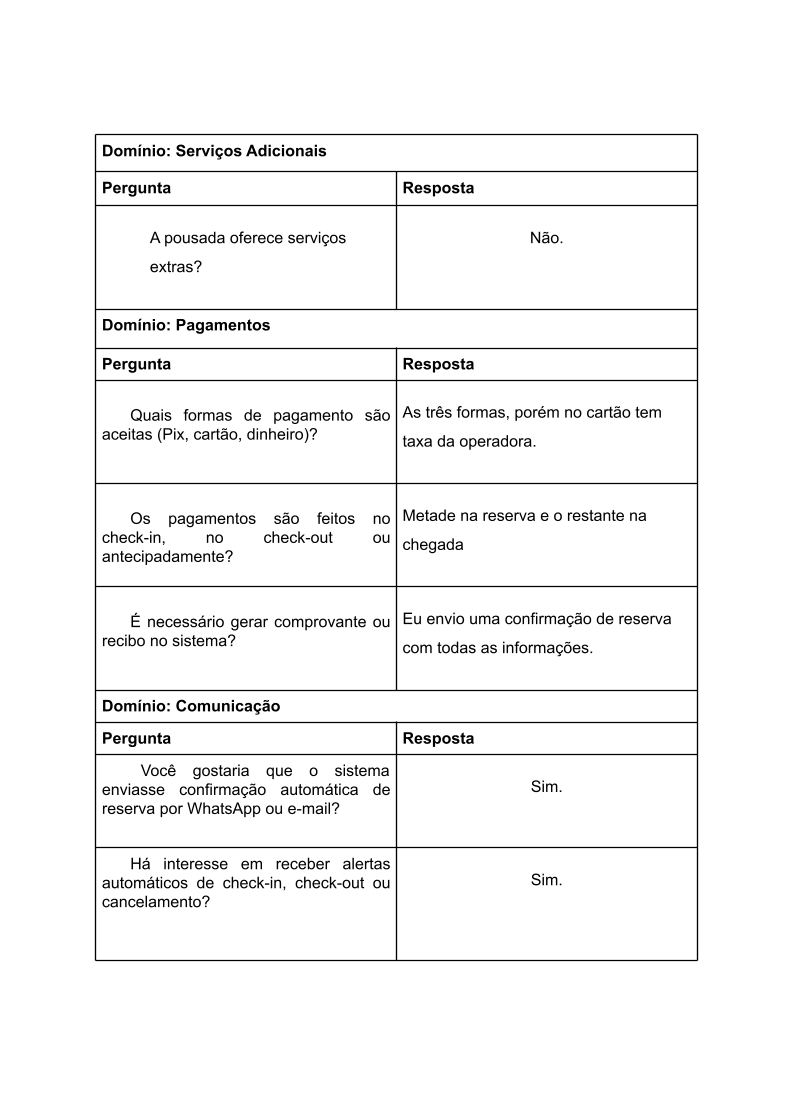 Domínio: Serviços Adicionais
Pergunta Resposta
A pousada oferece serviços
extras?
Não.
Domínio: Pagamentos
Pergunta Resposta
Quais formas de pagamento são
aceitas (Pix, cartão, dinheiro)?
As três formas, porém no cartão tem
taxa da operadora.
Os pagamentos são feitos no
check-in, no check-out ou
antecipadamente?
Metade na reserva e o restante na
chegada
É necessário gerar comprovante ou
recibo no sistema?
Eu envio uma confirmação de reserva
com todas as informações.
Domínio: Comunicação
Pergunta Resposta
Você gostaria que o sistema
enviasse confirmação automática de
reserva por WhatsApp ou e-mail?
Sim.
Há interesse em receber alertas
automáticos de check-in, check-out ou
cancelamento?
Sim.